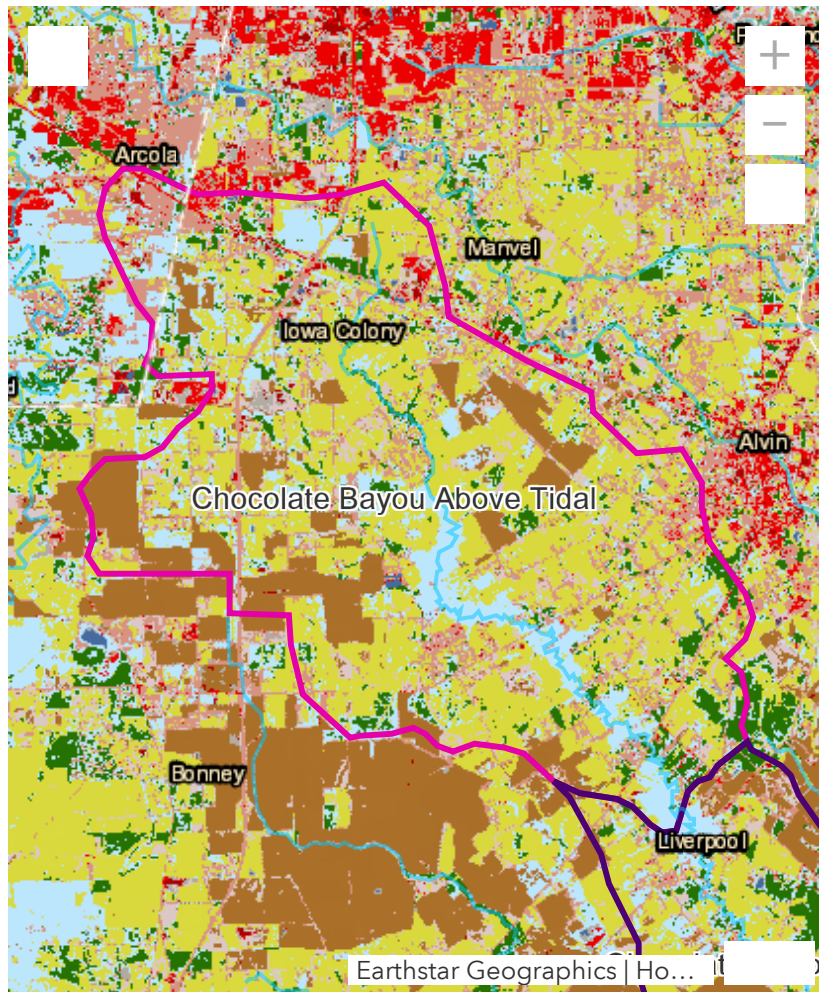 Arcola
Manvel
Iowa Colony
Alvin
Chocolate Bayou Above Tidal
Bonney
Liverpool
Earthstar Geographics | Ho...